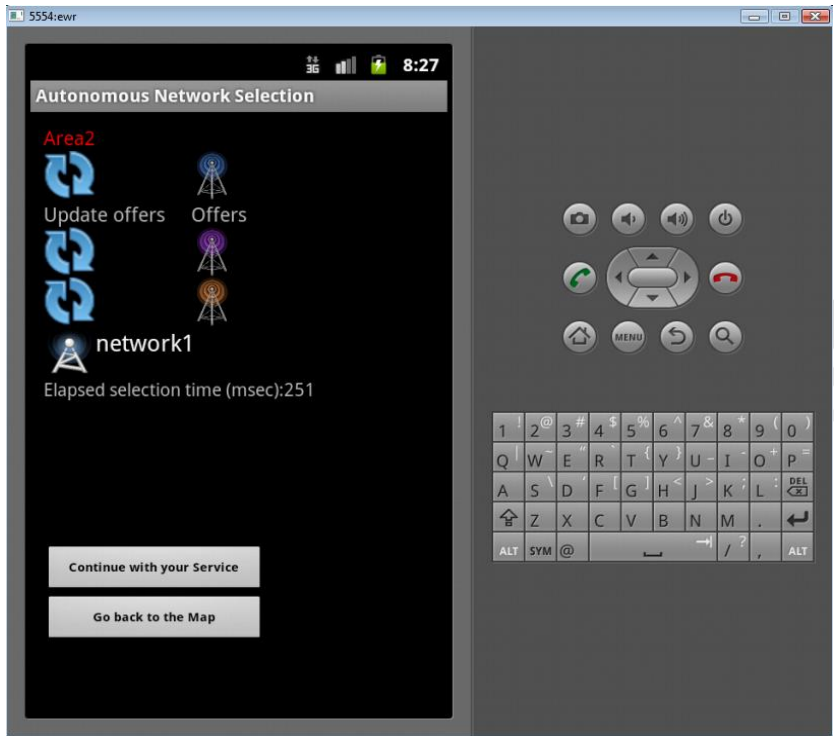 5554:ewr
3G 8:27
Autonomous Network Selection
Area2
Update offers Offers
network1
Elapsed selection time (msec):251
Continue with your Service
Go back to the Map
MENU
1 ! 2 @ 3 # 4 $ 5 % 6 ^ 7 & 8 * 9 ( 0 )
Q | W ~ E " R ` T { Y } U _ I - O + P =
A S \ D ' F [ G ] H < J > K ; L : DEL
Z X C V B N M .
ALT SYM @ / ? , ALT